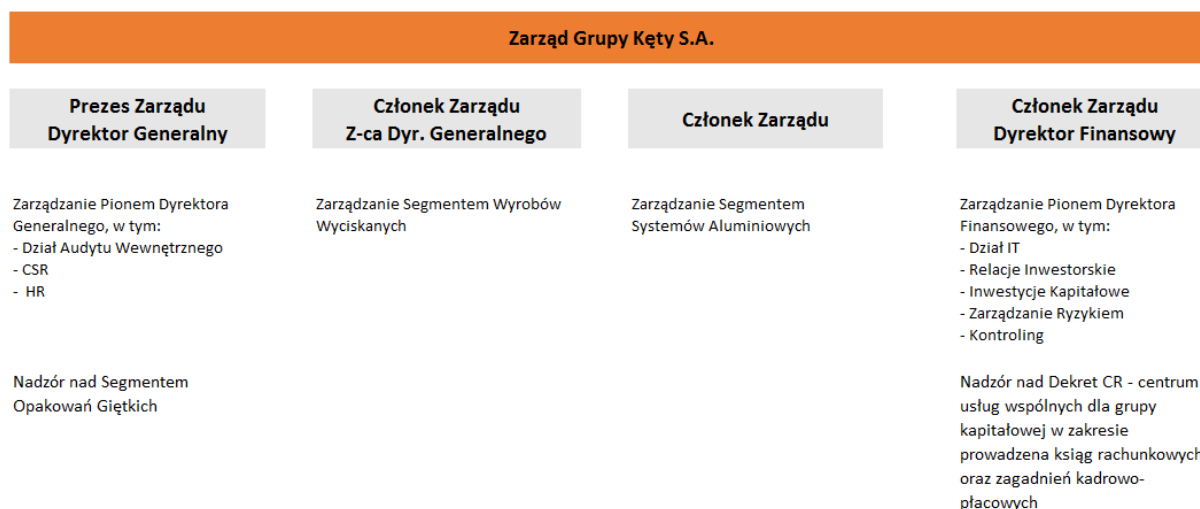 Zarząd Grupy Kęty S.A.
Prezes Zarządu
Dyrektor Generalny
Członek Zarządu
Z-ca Dyr. Generalnego
Członek Zarządu
Członek Zarządu
Dyrektor Finansowy
Zarządzanie Pionem Dyrektora
Generalnego, w tym:
- Dział Audytu Wewnętrznego
- CSR
- HR
Nadzór nad Segmentem
Opakowań Giętkich
Zarządzanie Segmentem Wyrobów
Wyciskanych
Zarządzanie Segmentem
Systemów Aluminiowych
Zarządzanie Pionem Dyrektora
Finansowego, w tym:
- Dział IT
- Relacje Inwestorskie
- Inwestycje Kapitałowe
- Zarządzanie Ryzykiem
- Kontroling
Nadzór nad Dekret CR - centrum
usług wspólnych dla grupy
kapitałowej w zakresie
prowadzena ksiąg rachunkowych
oraz zagadnień kadrowo-
płacowych